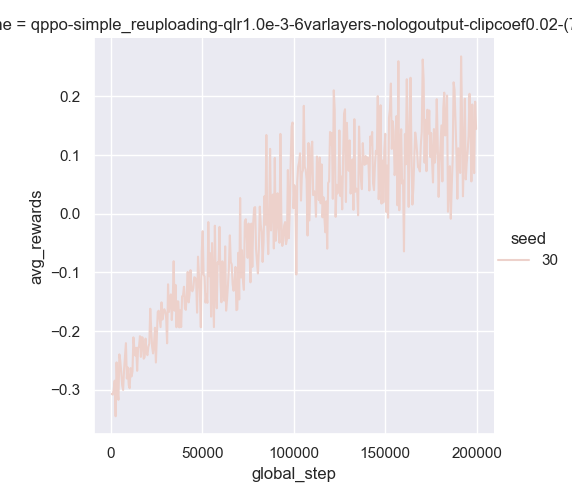 ne = qppo-simple_reuploading-qlr1.0e-3-6varlayers-nologoutput-clipcoef0.02-(7
avg_rewards
0.2
0.1
0.0
−0.1
−0.2
−0.3
0 50000 100000 150000 200000
global_step
seed
30